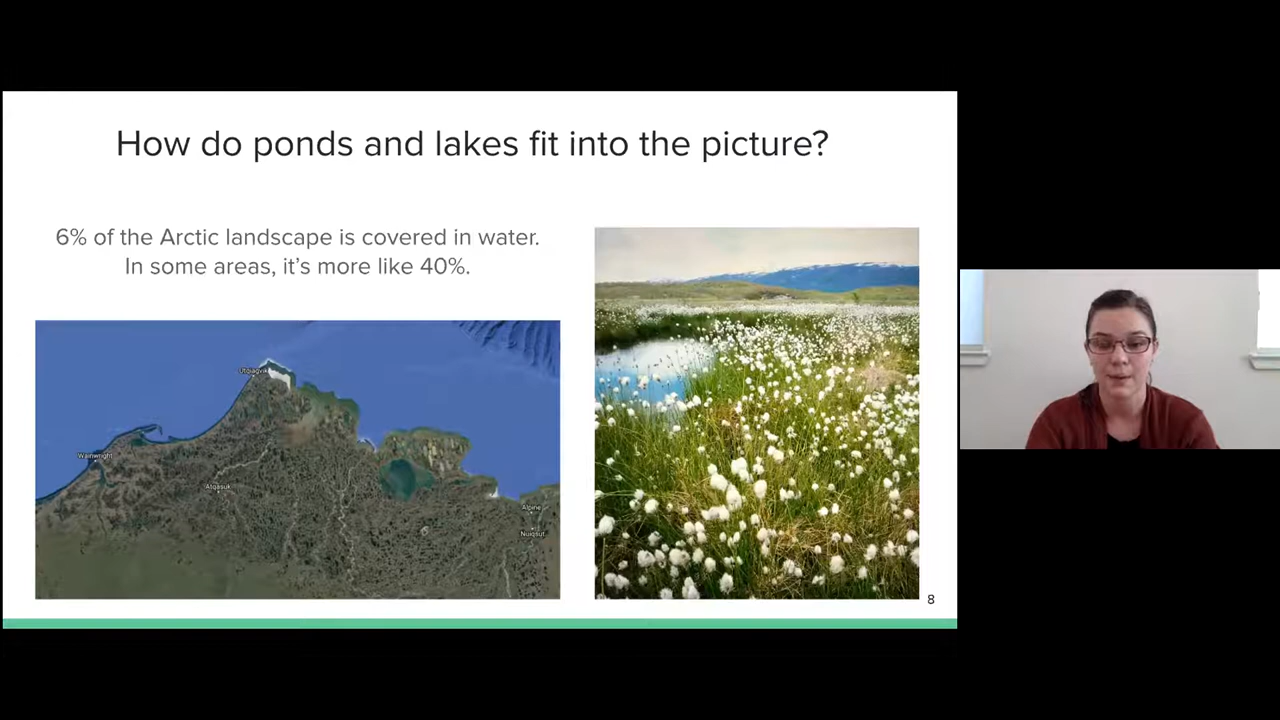 How do ponds and lakes fit into the picture?
6% of the Arctic landscape is covered in water.
In some areas, it's more like 40%.
Utqiagvik
Wainwright
Atqasuk
Alpine
Nuiqsut
8